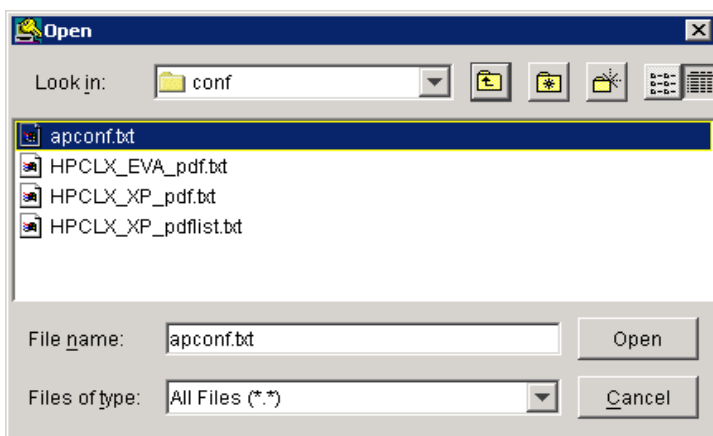 Open
Look in: conf
apconf.txt
HPCLX_EVA_pdf.txt
HPCLX_XP_pdf.txt
HPCLX_XP_pdflist.txt
File name: apconf.txt Open
Files of type: All Files (*.*) Cancel